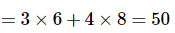 = 3 × 6 + 4 × 8 = 50